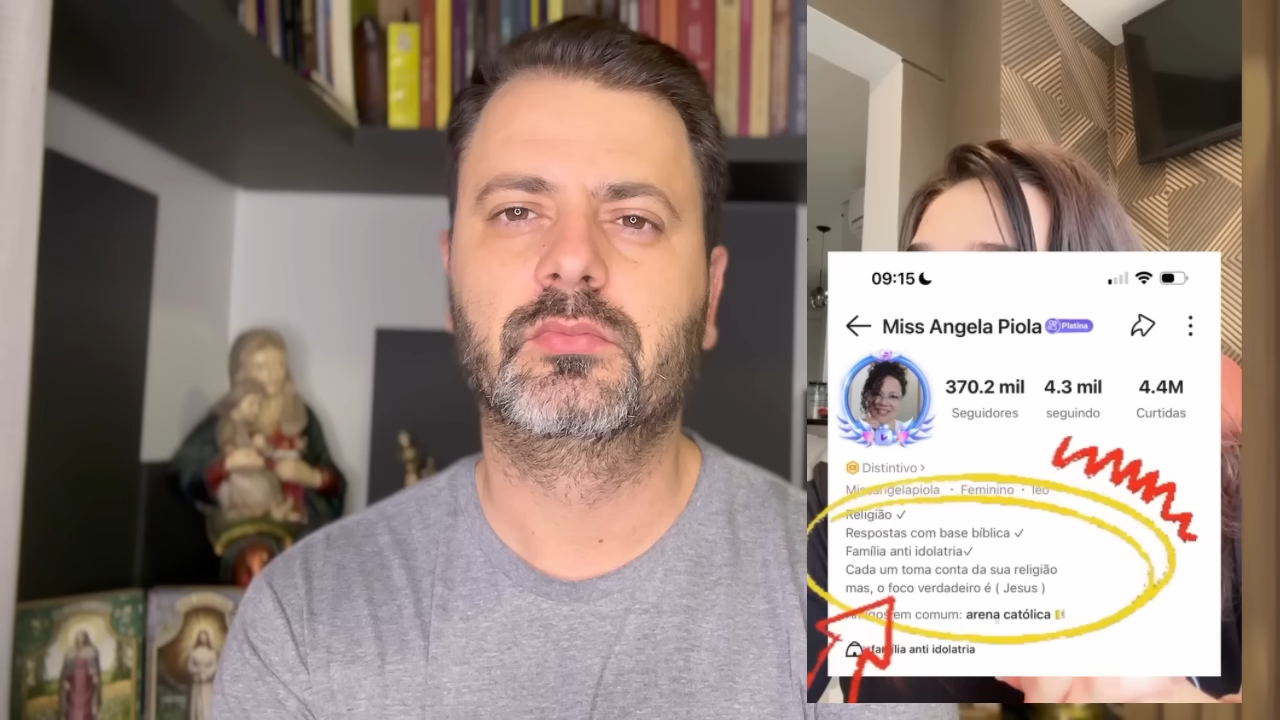 09:15
Miss Angela Piola Platina
370.2 mil 4.3 mil 4.4M
Seguidores seguindo Curtidas
Distintivo >
Missangelapiola • Feminino • leo
Religião ✓
Respostas com base bíblica ✓
Família anti idolatria✓
Cada um toma conta da sua religião
mas, o foco verdadeiro é ( Jesus )
em comum: arena católica
família anti idolatria